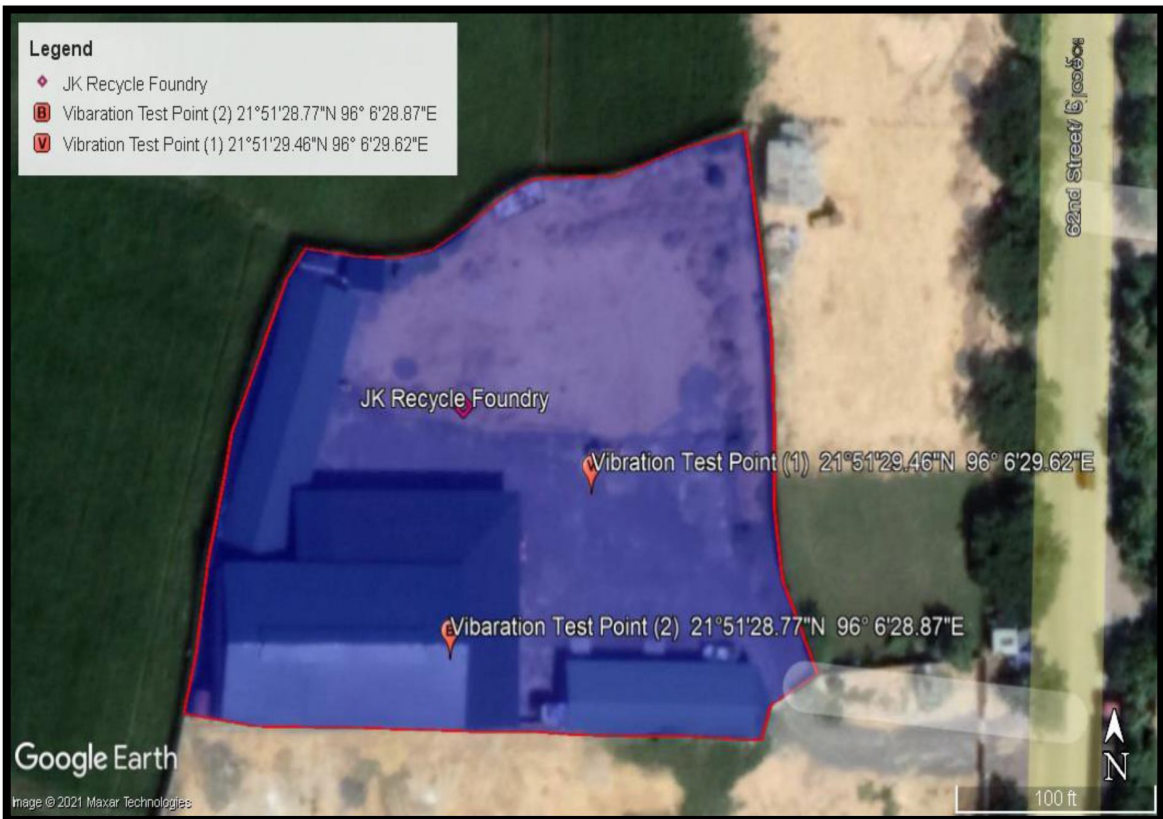 Legend
JK Recycle Foundry
B Vibaration Test Point (2) 21°51'28.77"N 96° 6'28.87"E
V Vibration Test Point (1) 21°51'29.46"N 96° 6'29.62"E
62nd Street/
JK Recycle Foundry
Vibration Test Point (1) 21°51'29.46"N 96° 6'29.62"E
Vibaration Test Point (2) 21°51'28.77"N 96° 6'28.87"E
Google Earth
Image © 2021 Maxar Technologies
N
100 ft